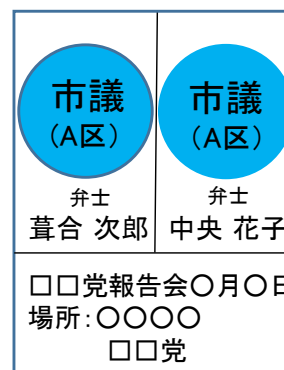 市議
(A区)
弁士
葺合 次郎
市議
(A区)
弁士
中央 花子
□□党報告会〇月〇日
場所:〇〇〇〇
□□党